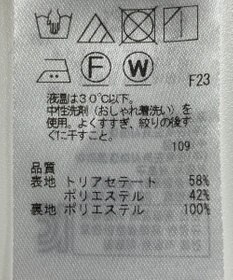 F W
F23
液温は30℃以下。
中性洗剤(おしゃれ着洗い)を
使用。よくすすぎ、絞りの後す
ぐに干すこと。
109
品質
表地 トリアセテード 58%
ポリエステル 42%
裏地 ポリエステル 100%